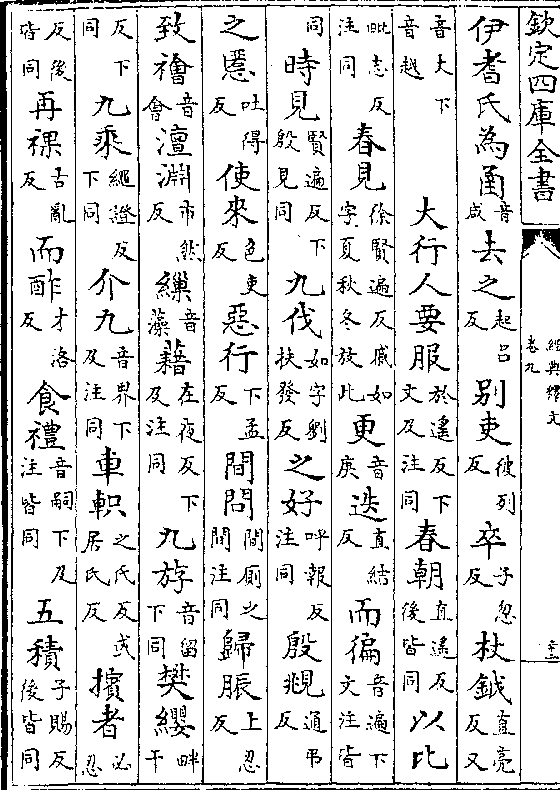 欽定四庫全書 經典釋文 卷九
伊耆氏為函音咸去之起呂反别吏彼列反卒子忽反杖鉞直亮反又
音大下音越 大行人要服於遥反下文及注同春朝直遥反後皆同以比
毗志反注同春見徐賢遍反戚如字夏秋冬放此更音庚迭直結反而徧音遍下文注皆
同時見賢遍反下殷見同九伐如字劉扶發反之好呼報反注同殷覜通弔反
之慝吐得反使來色吏反惡行下孟反間問間厠之間注同歸脤上忍反
致襘音會澶淵市然反繅音藻藉在夜反下及注同九斿音留下同樊纓畔干
反下同九乘繩證反下同介九音界下及注同車軹之氏反或居氏反擯者必忍
反後皆同再祼古亂反而酢才洛反食禮音嗣下及注皆同五積子賜反後皆同